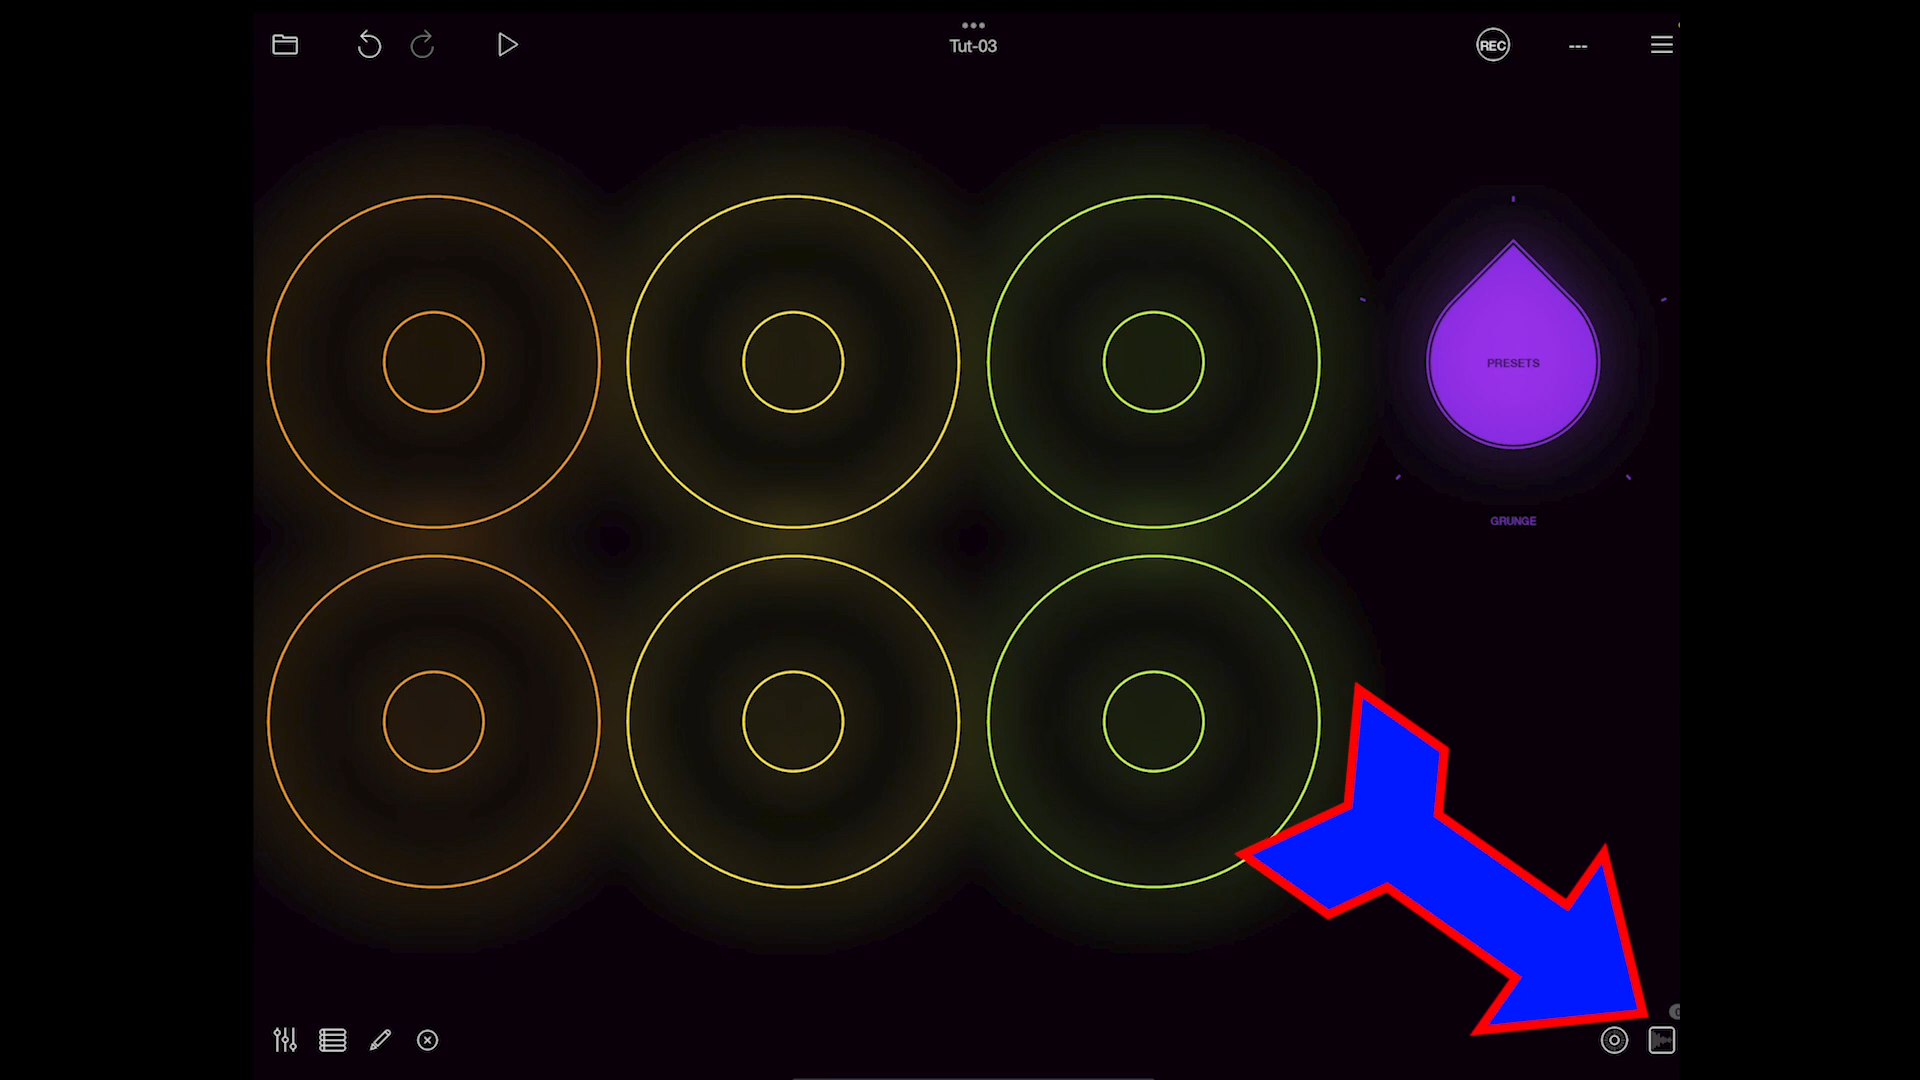 Tut-03
REC
---
PRESETS
GRUNGE